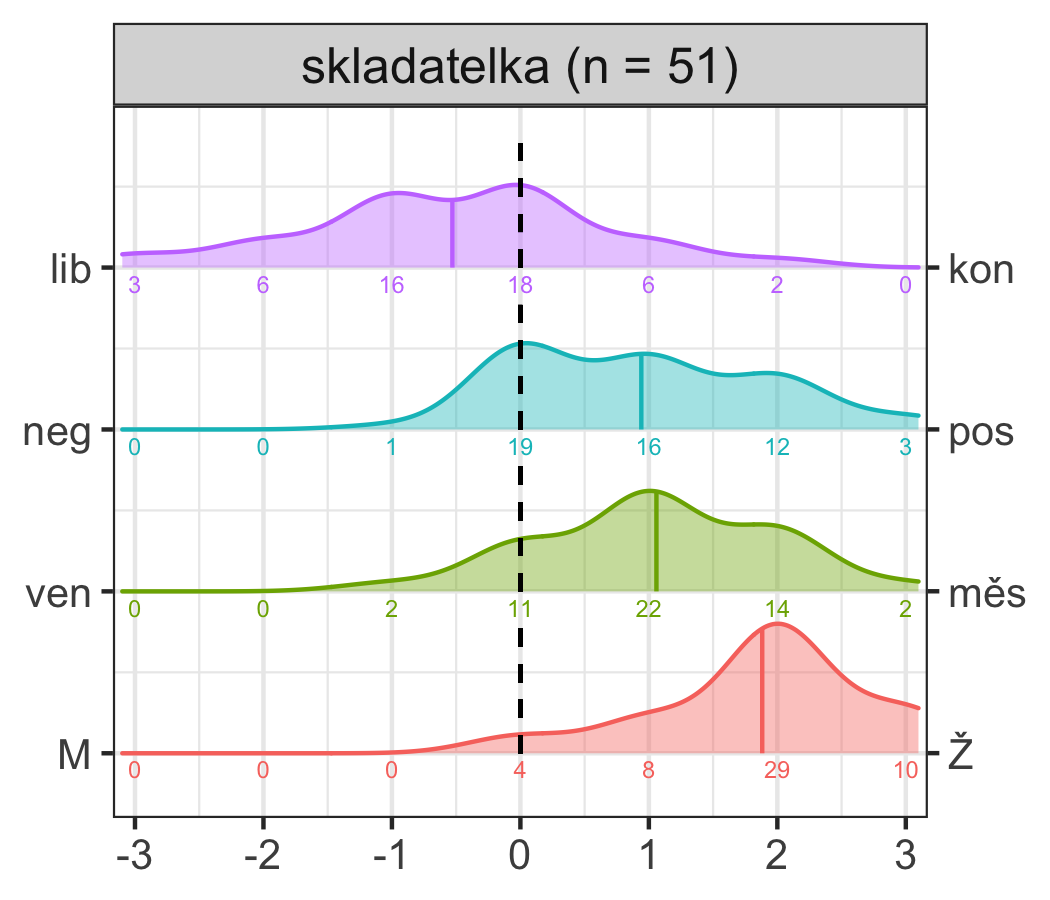 skladatelka (n = 51)
lib kon
3 6 16 18 6 2 0
neg pos
0 0 1 19 16 12 3
ven měs
0 0 2 11 22 14 2
M Ž
0 0 0 4 8 29 10
-3 -2 -1 0 1 2 3